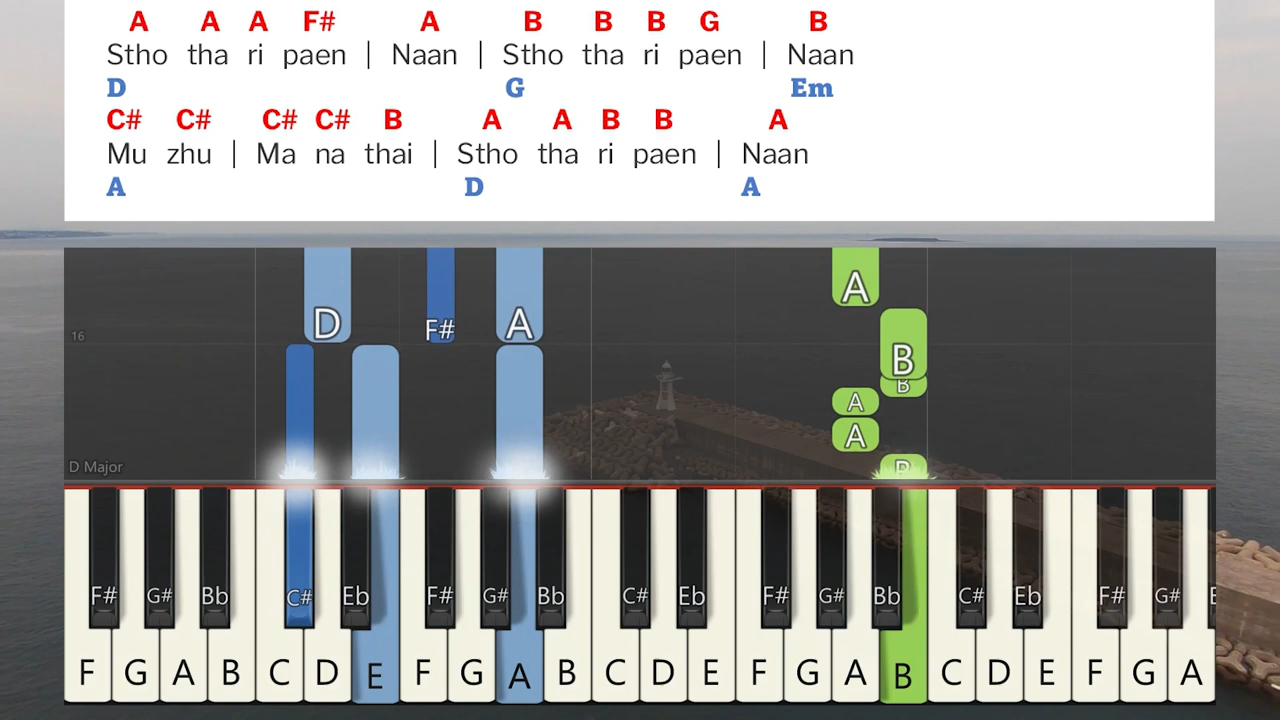 A A A F# A B B B G B
Stho tha ri paen | Naan | Stho tha ri paen | Naan
D G Em
C# C# C# C# B A A B B A
Mu zhu | Ma na thai | Stho tha ri paen | Naan
A D A
A
D F# A B
16
B
A
A
D Major B
F# G# Bb C# Eb F# G# Bb C# Eb F# G# Bb C# Eb F# G#
F G A B C D E F G A B C D E F G A B C D E F G A